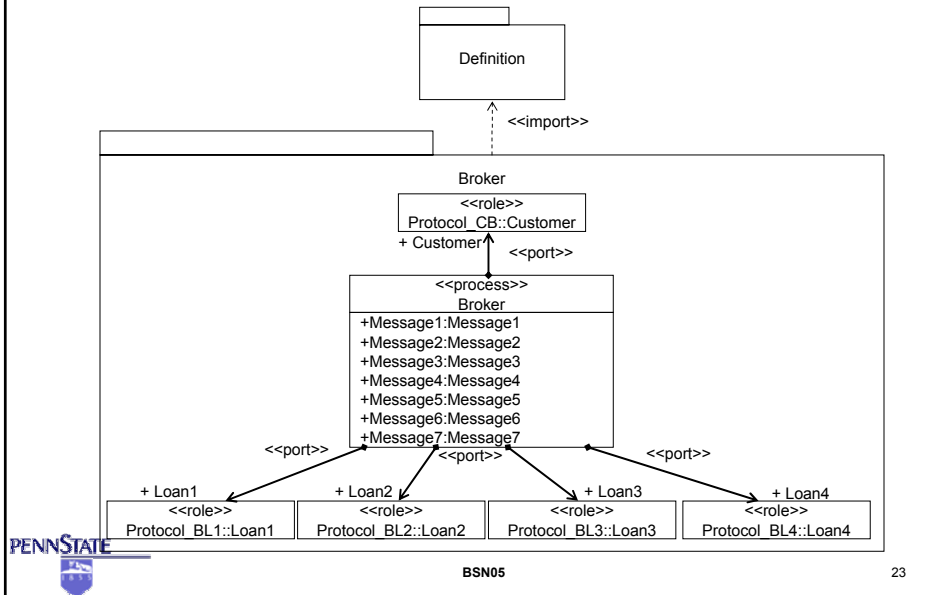 Definition
<<import>>
Broker
<<role>>
Protocol_CB::Customer
+ Customer
<<port>>
<<process>>
Broker
+Message1:Message1
+Message2:Message2
+Message3:Message3
+Message4:Message4
+Message5:Message5
+Message6:Message6
+Message7:Message7
<<port>>
<<port>>
<<port>>
+ Loan1
+ Loan2
+ Loan3
+ Loan4
<<role>>
Protocol_BL1::Loan1
<<role>>
Protocol_BL2::Loan2
<<role>>
Protocol_BL3::Loan3
<<role>>
Protocol_BL4::Loan4
PENNSTATE
1855
BSN05
23